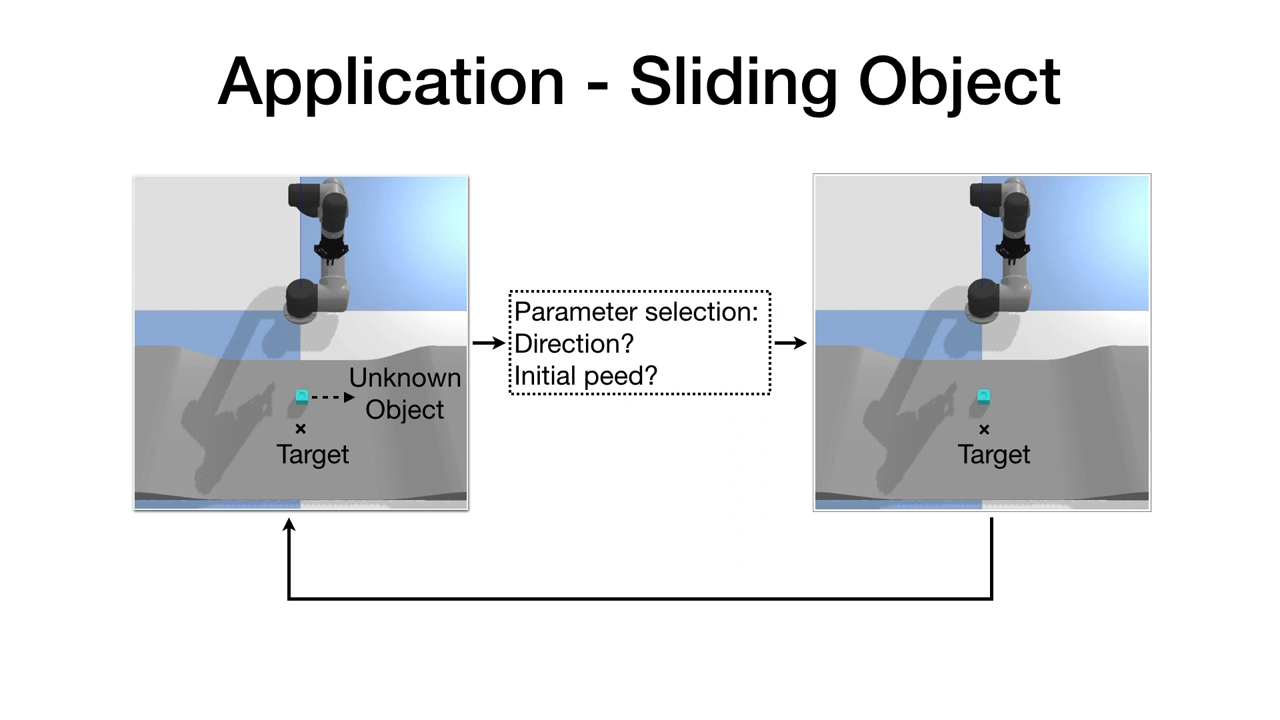 Application - Sliding Object
Unknown
Object
Target
Parameter selection:
Direction?
Initial peed?
Target